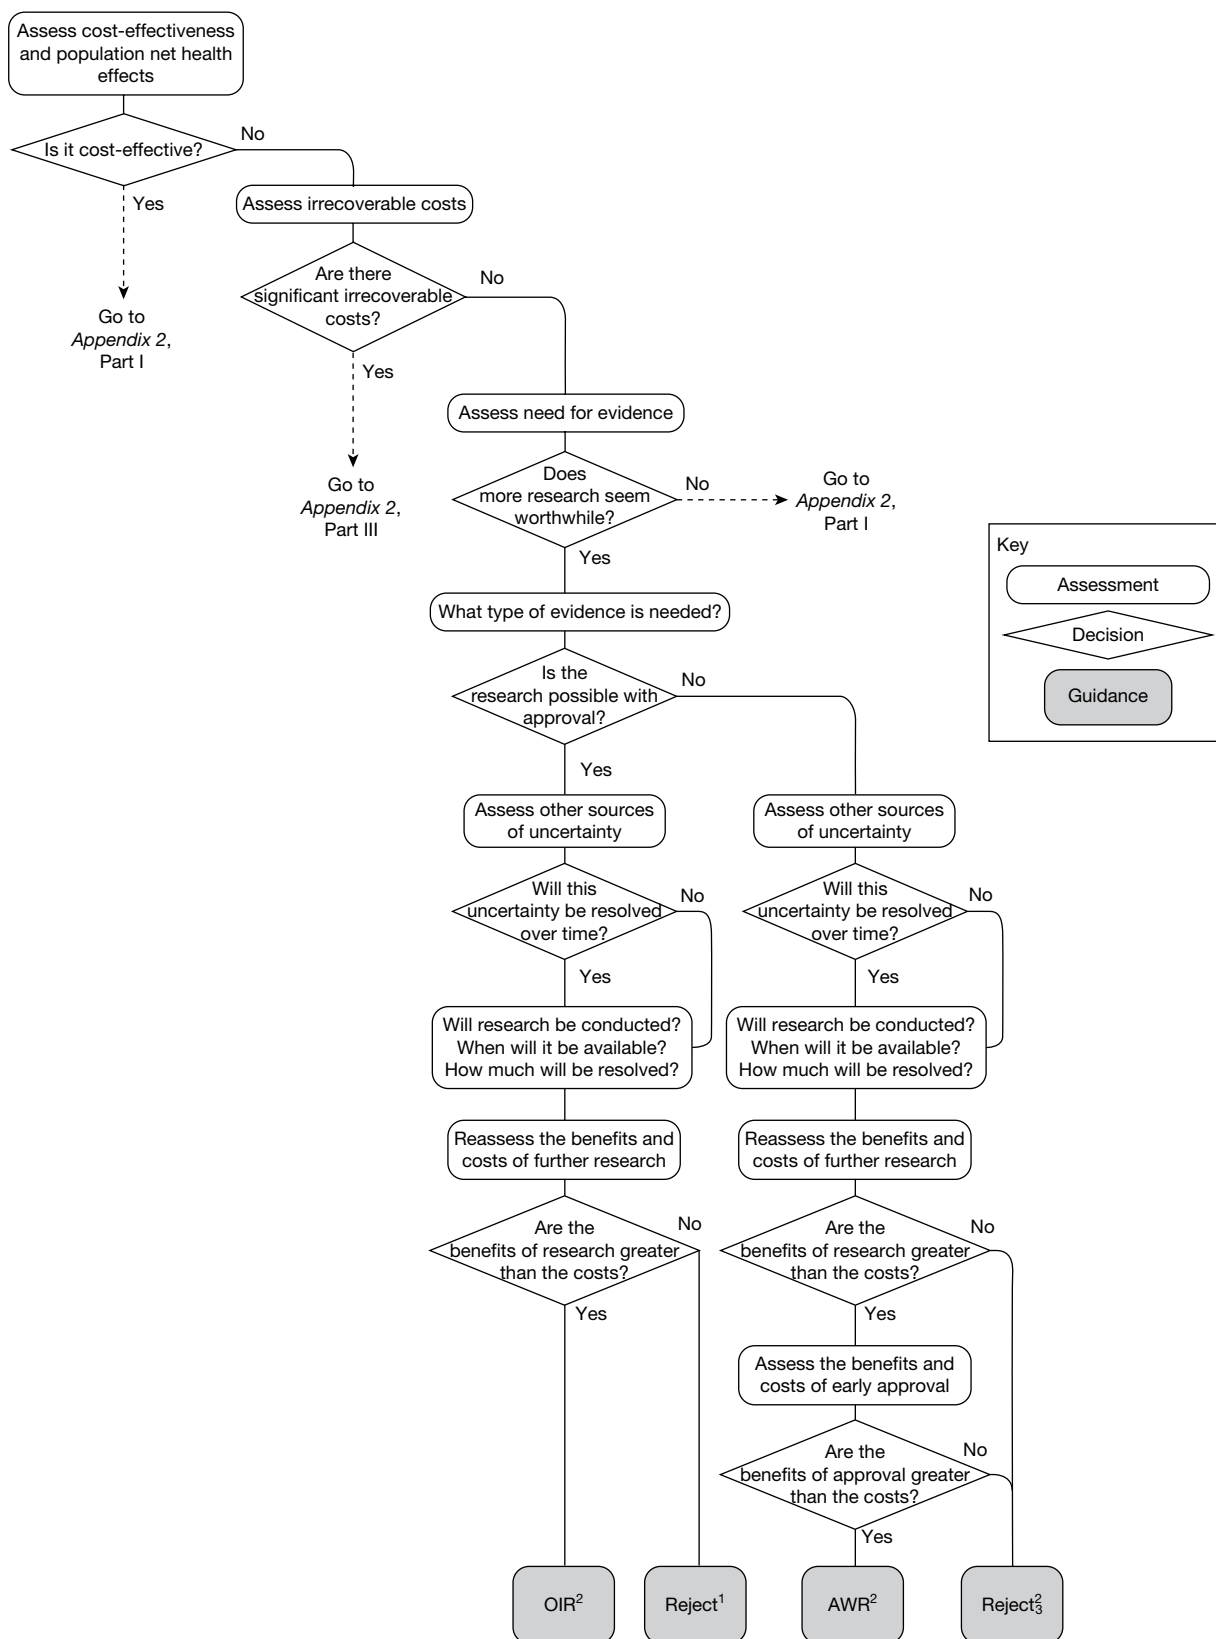 Assess cost-effectiveness
and population net health
effects
Is it cost-effective?
No
Yes
Assess irrecoverable costs
Go to
Appendix 2,
Part I
Are there
significant irrecoverable
costs?
No
Yes
Assess need for evidence
Go to
Appendix 2,
Part III
Does
more research seem
worthwhile?
No
Go to
Appendix 2,
Part I
Yes
Key
Assessment
Decision
Guidance
What type of evidence is needed?
Is the
research possible with
approval?
No
Yes
Assess other sources
of uncertainty
Assess other sources
of uncertainty
Will this
uncertainty be resolved
over time?
No
Yes
Will this
uncertainty be resolved
over time?
No
Yes
Will research be conducted?
When will it be available?
How much will be resolved?
Will research be conducted?
When will it be available?
How much will be resolved?
Reassess the benefits and
costs of further research
Reassess the benefits and
costs of further research
Are the
benefits of research greater
than the costs?
No
Yes
Are the
benefits of research greater
than the costs?
No
Yes
Assess the benefits and
costs of early approval
Are the
benefits of approval greater
than the costs?
No
Yes
OIR²
Reject¹
AWR²
Reject²₃